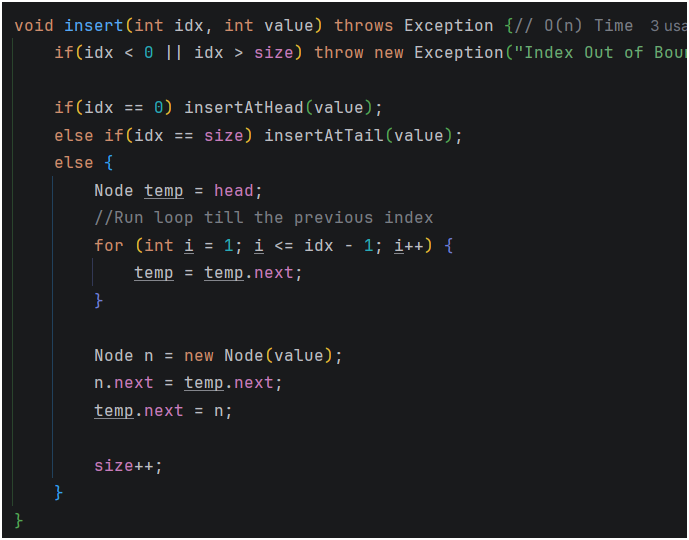 void insert(int idx, int value) throws Exception {// O(n) Time 3
if(idx < 0 || idx > size) throw new Exception("Index Out of
if(idx == 0) insertAtHead(value);
else if(idx == size) insertAtTail(value);
else {
Node temp = head;
//Run loop till the previous index
for (int i = 1; i <= idx - 1; i++) {
temp = temp.next;
}
Node n = new Node(value);
n.next = temp.next;
temp.next = n;
size++;
}
}